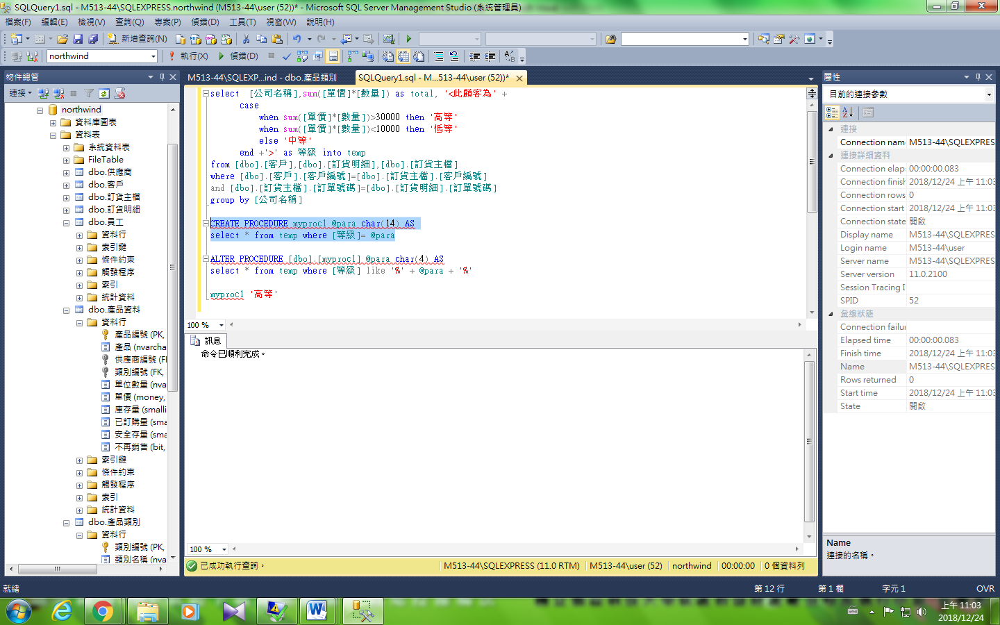 SQLQuery1.sql - M513-44\SQLEXPRESS.northwind (M513-44\user (52))* - Microsoft SQL Server Management Studio (系統管理員)
檔案(F) 編輯(E) 檢視(V) 查詢(Q) 專案(P) 偵錯(D) 工具(T) 視窗(W) 說明(H)
新增查詢(N)
northwind 執行(X) 偵錯(D)
物件總管
連接
northwind
資料庫圖表
資料表
系統資料表
FileTable
dbo.供應商
dbo.客戶
dbo.訂貨主檔
dbo.訂貨明細
dbo.員工
資料行
索引鍵
條件約束
觸發程序
索引
統計資料
dbo.產品資料
資料行
產品編號 (PK,
產品 (nvarcha
供應商編號 (FI
類別編號 (FK,
單位數量 (nva
單價 (money,
庫存量 (smalli
已訂購量 (sma
安全存量 (sma
不再銷售 (bit,
索引鍵
條件約束
觸發程序
索引
統計資料
dbo.產品類別
資料行
類別編號 (PK,
類別名稱 (nva
M513-44\SQLEXP...ind - dbo.產品類別 SQLQuery1.sql - M...513-44\user (52))*
select [公司名稱],sum([單價]*[數量]) as total, '<此顧客為' +
case
when sum([單價]*[數量])>30000 then '高等'
when sum([單價]*[數量])<10000 then '低等'
else '中等'
end +'>' as 等級 into temp
from [dbo].[客戶],[dbo].[訂貨明細],[dbo].[訂貨主檔]
where [dbo].[客戶].[客戶編號]=[dbo].[訂貨主檔].[客戶編號]
and [dbo].[訂貨主檔].[訂單號碼]=[dbo].[訂貨明細].[訂單號碼]
group by [公司名稱]
CREATE PROCEDURE myproc1 @para char(14) AS
select * from temp where [等級]= @para
ALTER PROCEDURE [dbo].[myproc1] @para char(4) AS
select * from temp where [等級] like '%' + @para + '%'
myproc1 '高等'
100 %
訊息
命令已順利完成。
100 %
已成功執行查詢。 M513-44\SQLEXPRESS (11.0 RTM) M513-44\user (52) northwind 00:00:00 0 個資料列
屬性
目前的連接參數
連接
Connection name M513-44\SQLEXPRES
連接詳細資料
Connection elap 00:00:00.083
Connection finish 2018/12/24 上午 11:03
Connection rows 0
Connection start 2018/12/24 上午 11:03
Connection state 開啟
Display name M513-44\SQLEXPRES
Login name M513-44\user
Server name M513-44\SQLEXPRES
Server version 11.0.2100
Session Tracing I
SPID 52
彙總狀態
Connection failur
Elapsed time 00:00:00.083
Finish time 2018/12/24 上午 11:03
Name M513-44\SQLEXPRES
Rows returned 0
Start time 2018/12/24 上午 11:03
State 開啟
Name
連接的名稱。
就緒 第 12 行 第 1 欄 字元 1 OVR
上午 11:03
2018/12/24